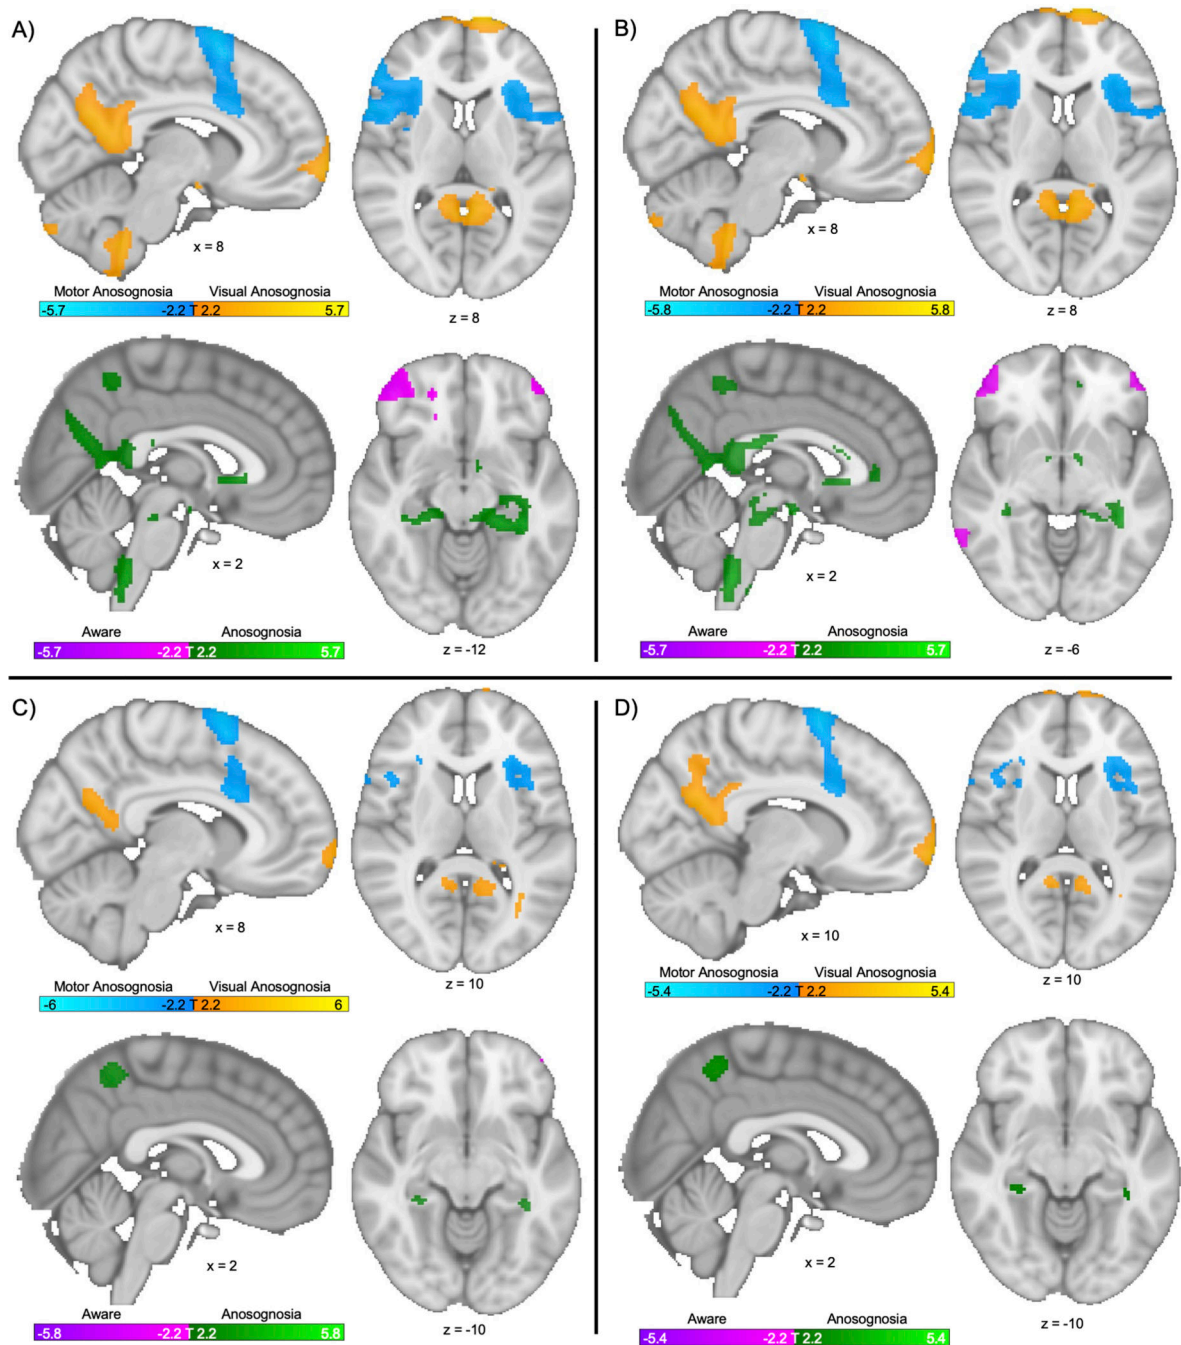 A)
x = 8
z = 8
Motor Anosognosia Visual Anosognosia
-5.7 -2.2 T 2.2 5.7
x = 2
z = -12
Aware Anosognosia
-5.7 -2.2 T 2.2 5.7
B)
x = 8
z = 8
Motor Anosognosia Visual Anosognosia
-5.8 -2.2 T 2.2 5.8
x = 2
z = -6
Aware Anosognosia
-5.7 -2.2 T 2.2 5.7
C)
x = 8
z = 10
Motor Anosognosia Visual Anosognosia
-6 -2.2 T 2.2 6
x = 2
z = -10
Aware Anosognosia
-5.8 -2.2 T 2.2 5.8
D)
x = 10
z = 10
Motor Anosognosia Visual Anosognosia
-5.4 -2.2 T 2.2 5.4
x = 2
z = -10
Aware Anosognosia
-5.4 -2.2 T 2.2 5.4